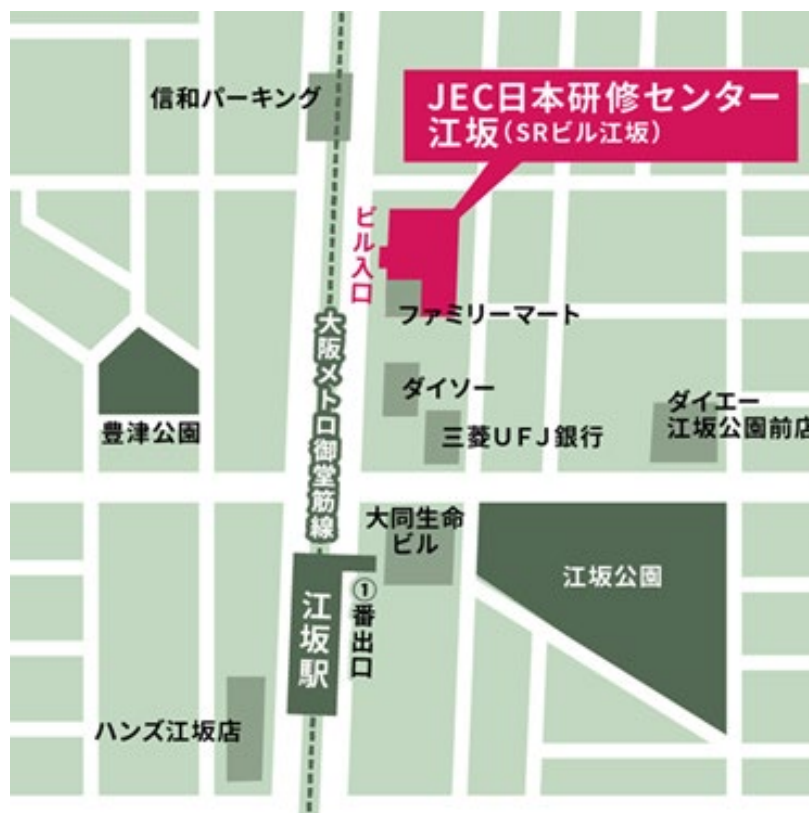 信和パーキング
JEC日本研修センター
江坂（SRビル江坂）
ビル入口
ファミリーマート
大阪メトロ御堂筋線
ダイソー
三菱UFJ銀行
ダイエー
江坂公園前店
豊津公園
大同生命
ビル
江坂公園
①番出口
江坂駅
ハンズ江坂店